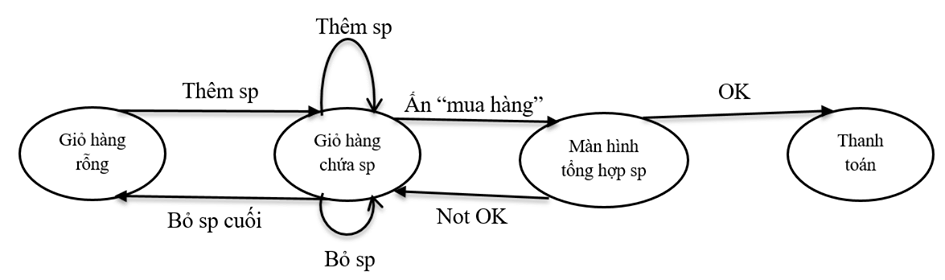 Thêm sp
Thêm sp
Ấn “mua hàng”
OK
Giỏ hàng
rỗng
Giỏ hàng
chứa sp
Màn hình
tổng hợp sp
Thanh
toán
Bỏ sp cuối
Not OK
Bỏ sp